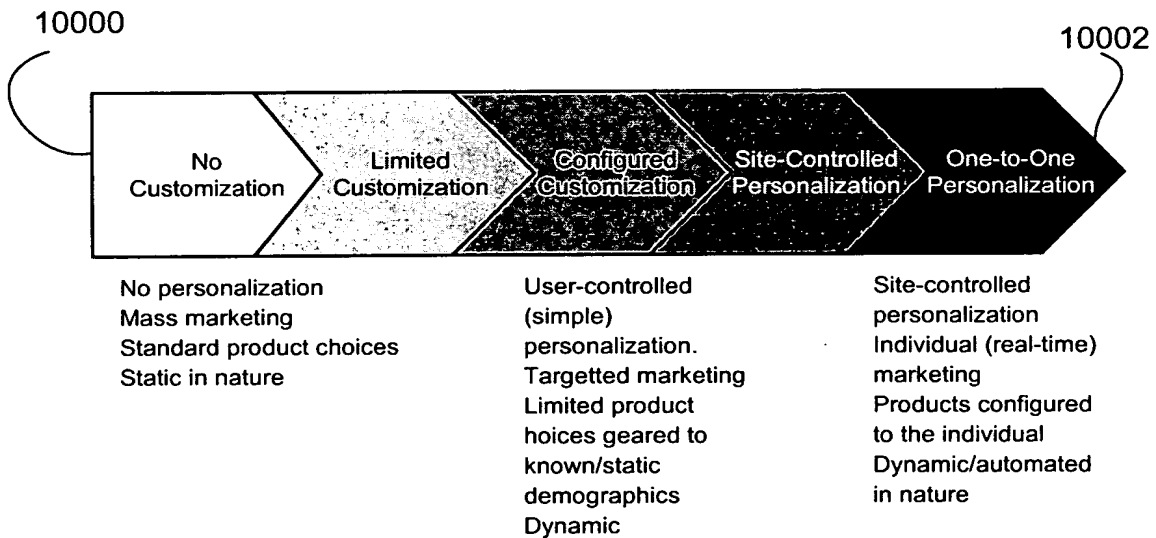 10000
10002
No
Customization
Limited
Customization
Configured
Customization
Site-Controlled
Personalization
One-to-One
Personalization
No personalization
Mass marketing
Standard product choices
Static in nature
User-controlled
(simple)
personalization.
Targetted marketing
Limited product
hoices geared to
known/static
demographics
Dynamic
Site-controlled
personalization
Individual (real-time)
marketing
Products configured
to the individual
Dynamic/automated
in nature